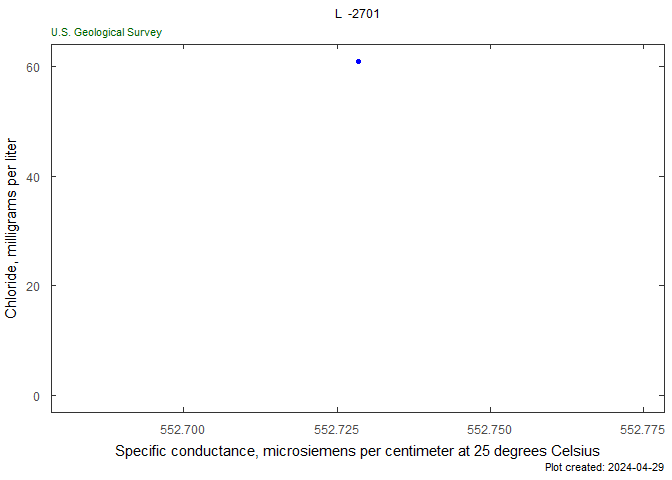 L -2701
U.S. Geological Survey
Chloride, milligrams per liter
60
40
20
0
552.700 552.725 552.750 552.775
Specific conductance, microsiemens per centimeter at 25 degrees Celsius
Plot created: 2024-04-29